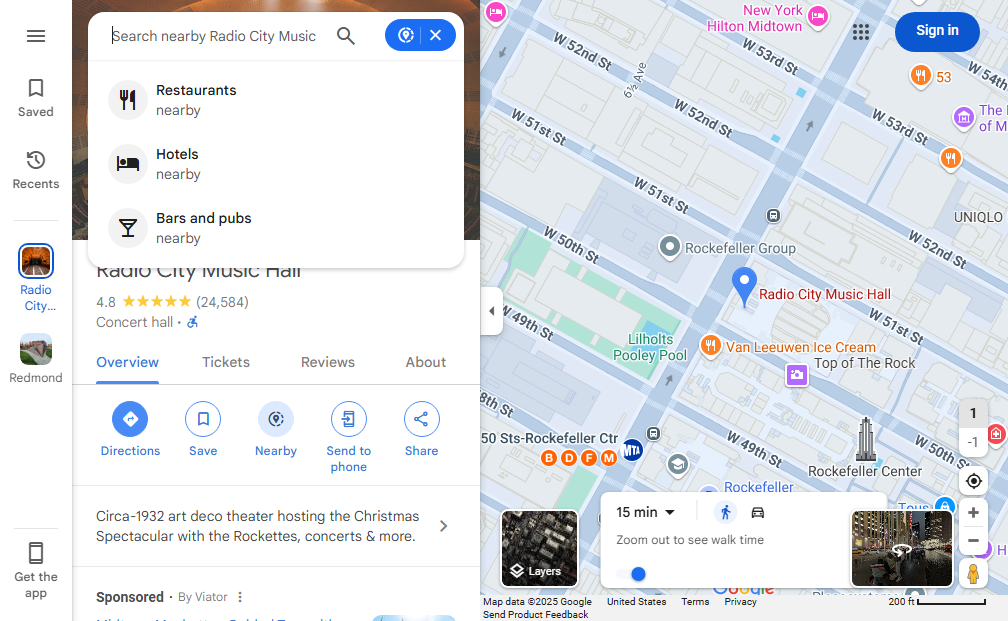 Search nearby Radio City Music
Restaurants
nearby
Hotels
nearby
Bars and pubs
nearby
Saved
Recents
Radio
City...
Redmond
Get the
app
Radio City Music Hall
4.8 (24,584)
Concert hall ·
Overview
Tickets
Reviews
About
Directions
Save
Nearby
Send to
phone
Share
Circa-1932 art deco theater hosting the Christmas
Spectacular with the Rockettes, concerts & more.
Sponsored · By Viator
New York
Hilton Midtown
Sign in
W 52nd St
W 53rd St
W 54th
6½ Ave
53
The
of M
W 51st St
W 52nd St
W 53rd St
W 51st St
UNIQLO
W 50th St
Rockefeller Group
W 52nd St
Radio City Music Hall
W 49th St
W 51st St
Lilholts
Pooley Pool
Van Leeuwen Ice Cream
Top of The Rock
8th St
50 Sts-Rockefeller Ctr
B D F M
MTA
W 49th St
W 50th St
1
-1
Rockefeller Center
Rockefeller
15 min
Zoom out to see walk time
Layers
Google
Map data ©2025 Google
United States
Terms
Privacy
200 ft
Send Product Feedback